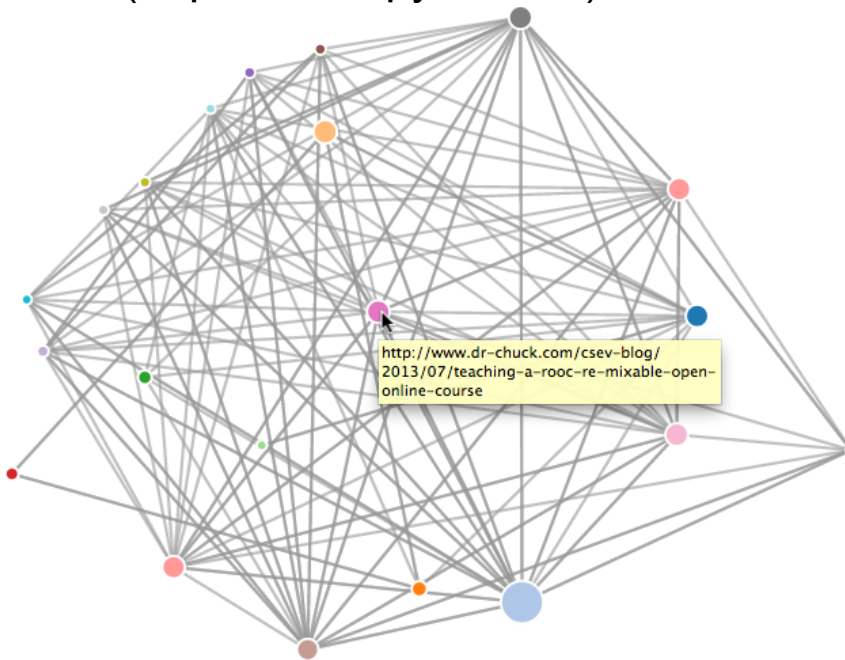 http://www.dr-chuck.com/csev-blog/
2013/07/teaching-a-rooc-re-mixable-open-
online-course